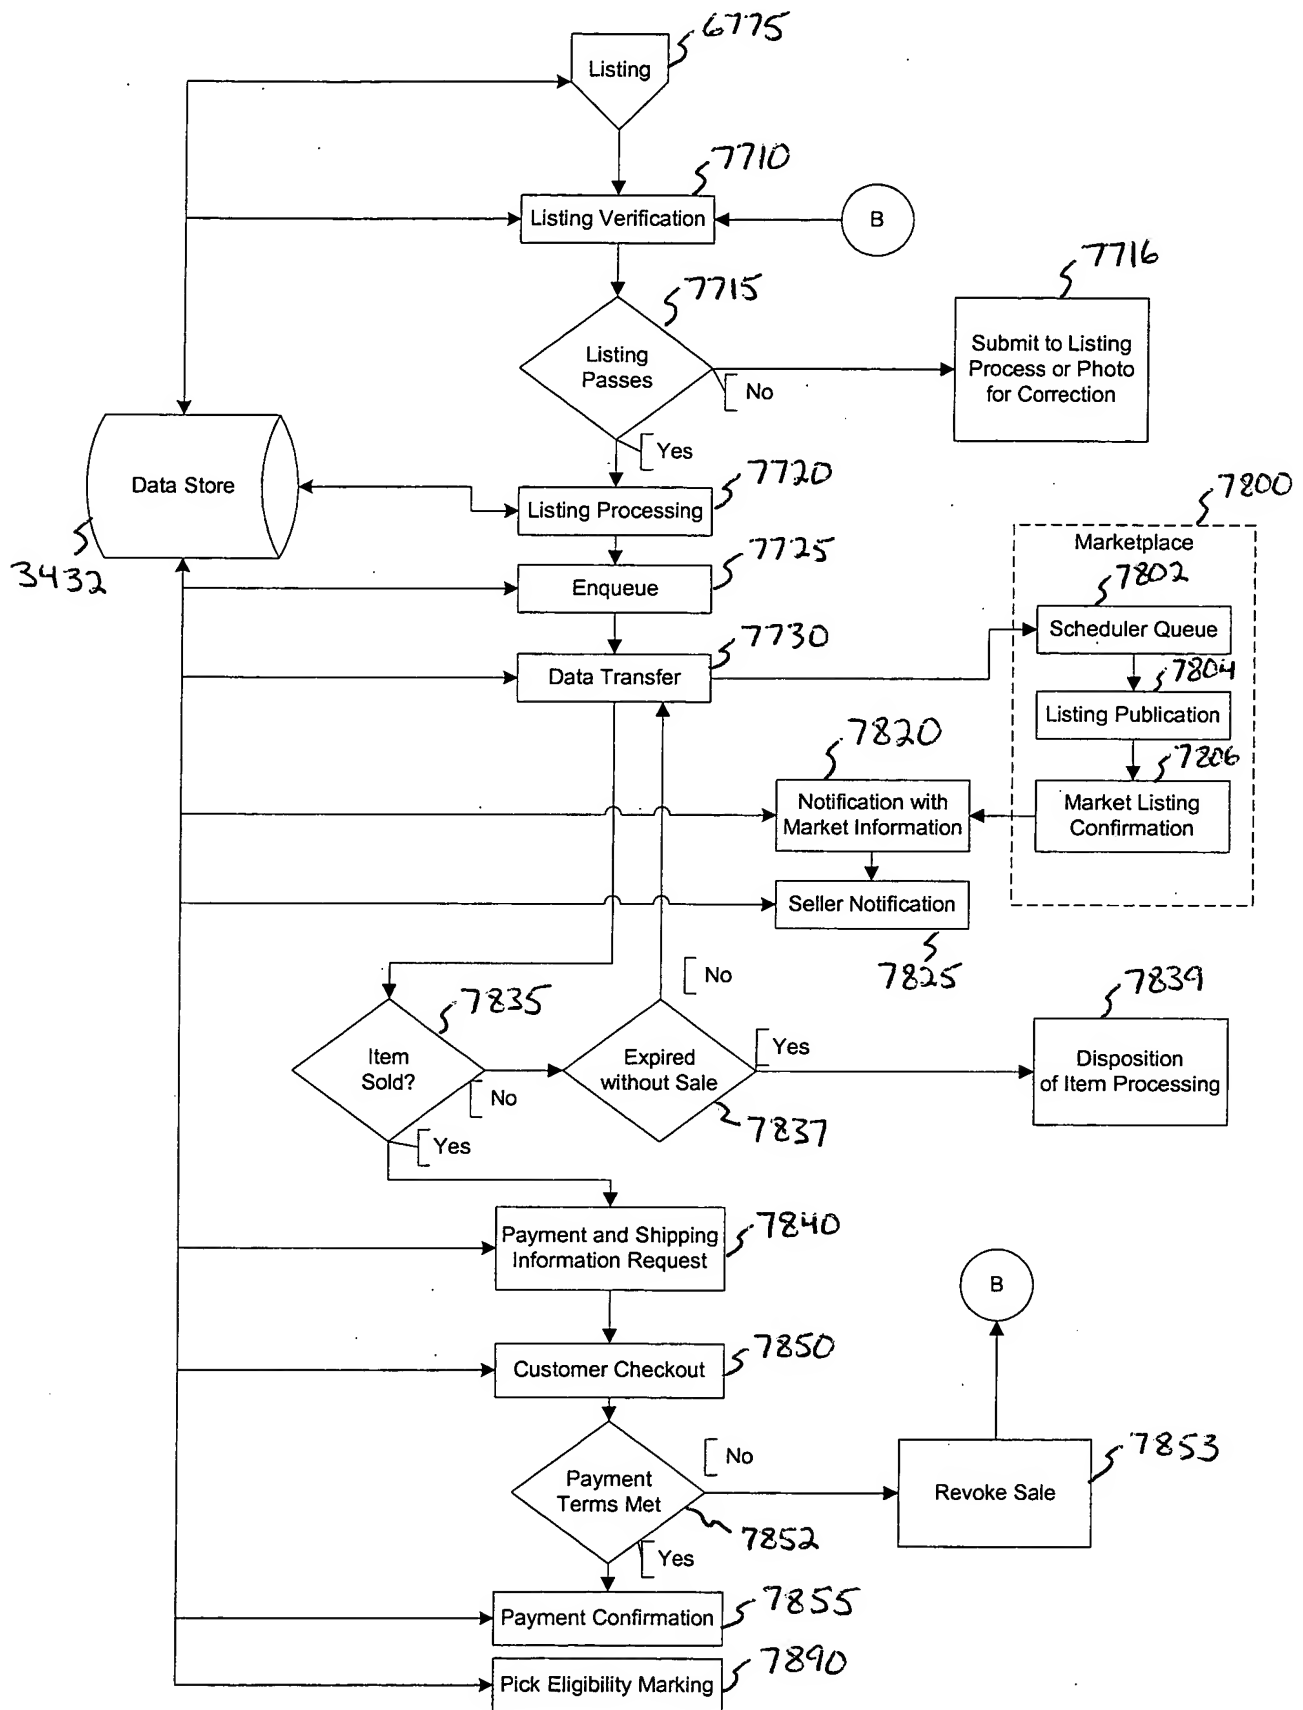 6775
Listing
7710
Listing Verification
B
7716
7715
Submit to Listing
Process or Photo
for Correction
Listing
Passes
No
Yes
Data Store
7720
Listing Processing
7800
Marketplace
3432
7725
Enqueue
7802
Scheduler Queue
7730
Data Transfer
7804
Listing Publication
7820
7806
Notification with
Market Information
Market Listing
Confirmation
Seller Notification
7825
No
7839
7835
Item
Sold?
Expired
without Sale
Yes
Disposition
of Item Processing
No
7837
Yes
Payment and Shipping
Information Request
7840
B
Customer Checkout
7850
No
7853
Payment
Terms Met
Revoke Sale
7852
Yes
Payment Confirmation
7855
Pick Eligibility Marking
7890